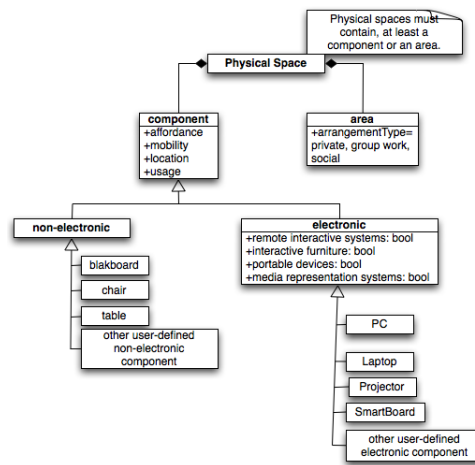 Physical spaces must
contain, at least a
component or an area.
Physical Space
component
+affordance
+mobility
+location
+usage
area
+arrangementType=
private, group work,
social
non-electronic
electronic
+remote interactive systems: bool
+interactive furniture: bool
+portable devices: bool
+media representation systems: bool
blakboard
chair
table
other user-defined
non-electronic
component
PC
Laptop
Projector
SmartBoard
other user-defined
electronic component